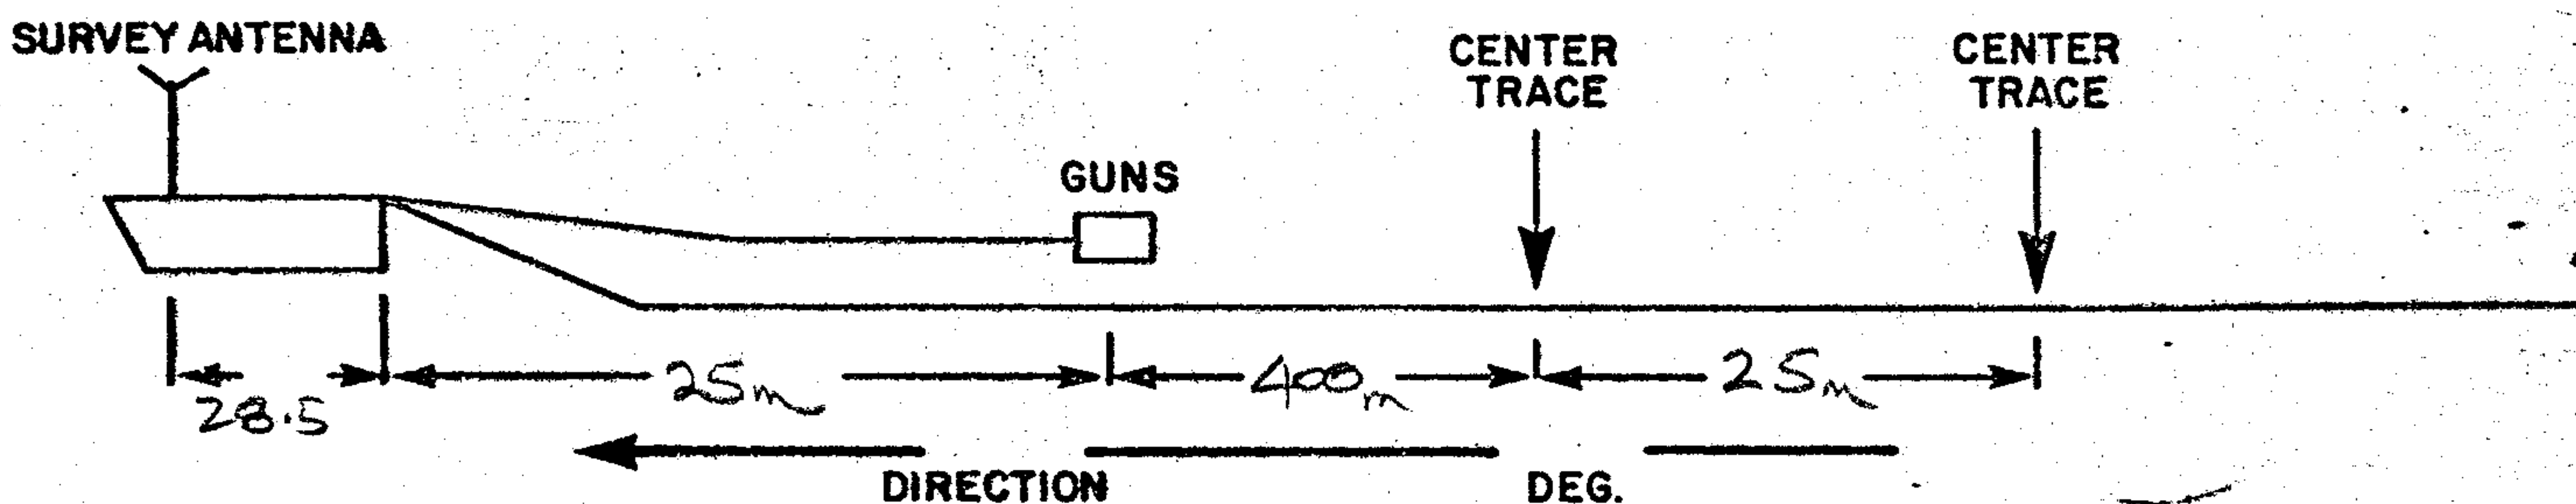 SURVEY ANTENNA
CENTER
TRACE
CENTER
TRACE
GUNS
28.5
25m
400m
25m
DIRECTION
DEG.